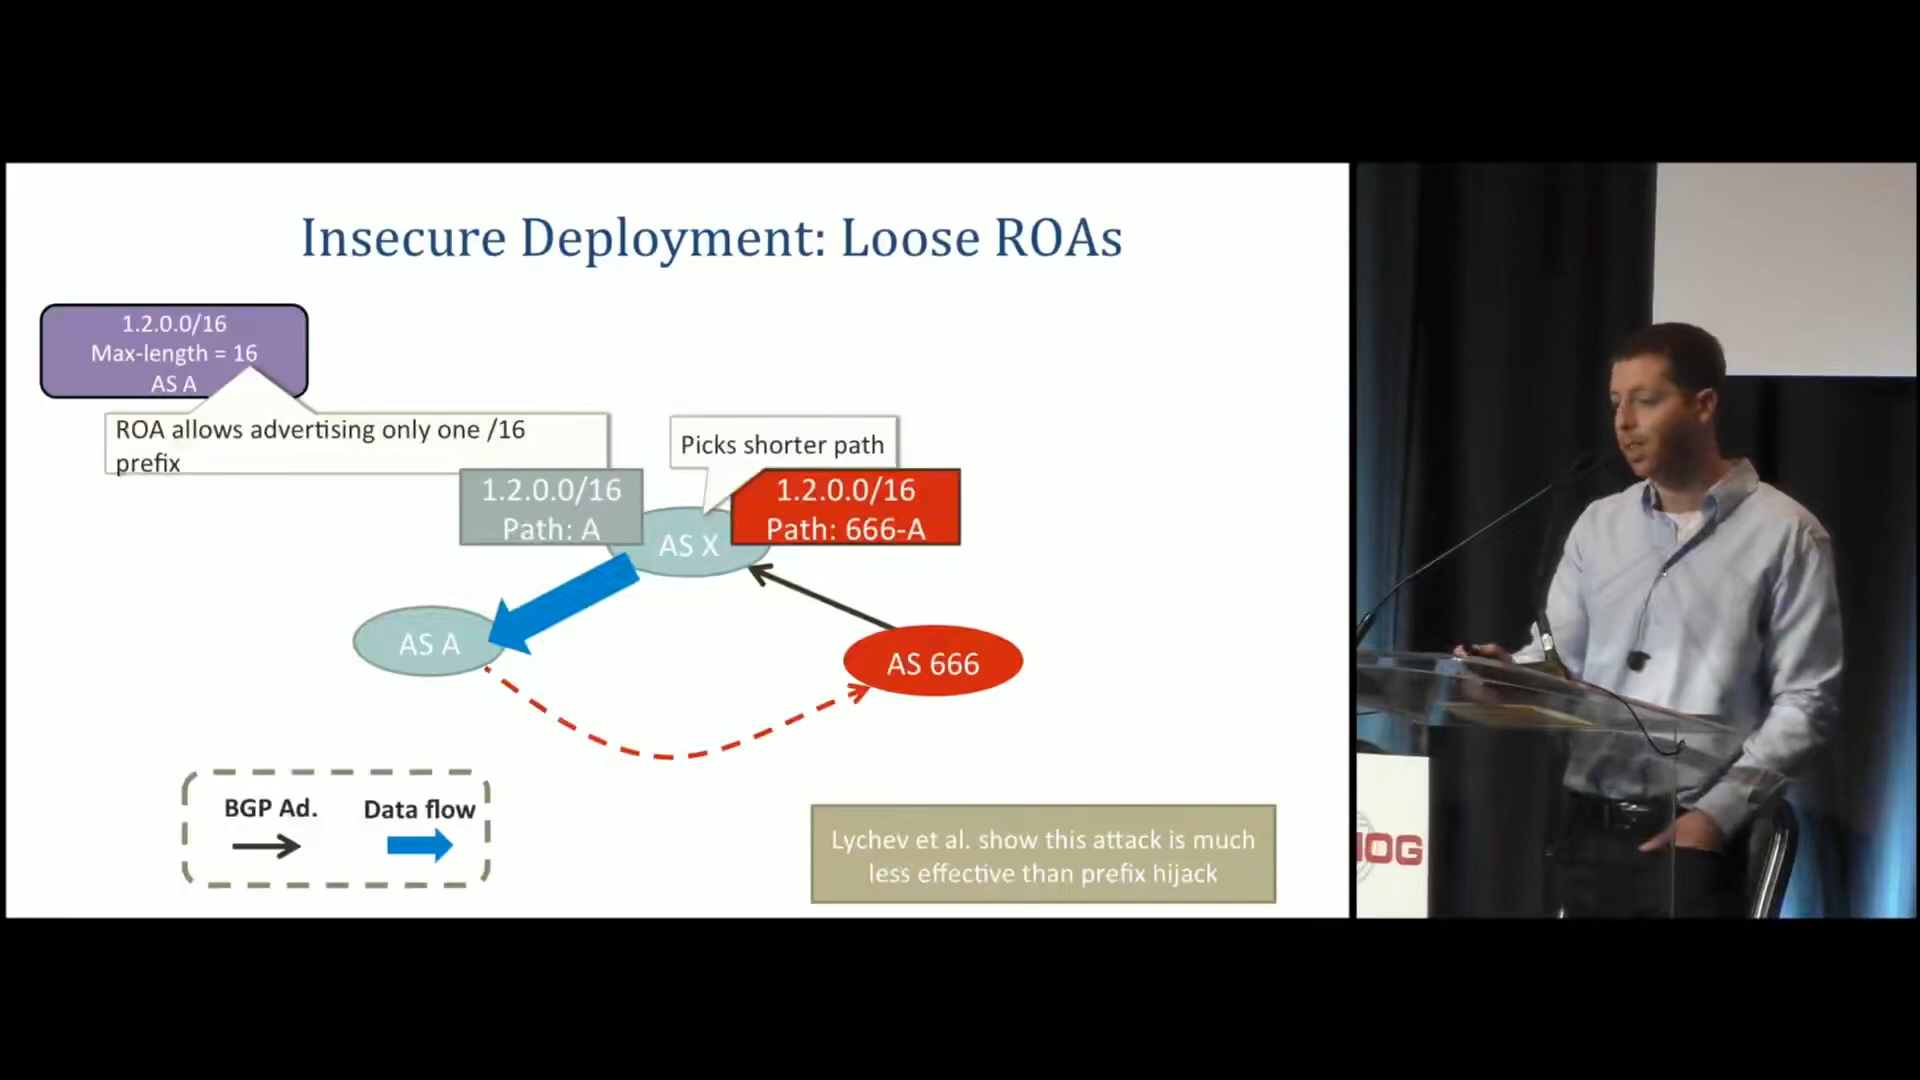 Insecure Deployment: Loose ROAs
1.2.0.0/16
Max-length = 16
AS A
ROA allows advertising only one /16
prefix
Picks shorter path
1.2.0.0/16
Path: A
1.2.0.0/16
Path: 666-A
AS X
AS A
AS 666
BGP Ad.
Data flow
Lychev et al. show this attack is much
less effective than prefix hijack
OG